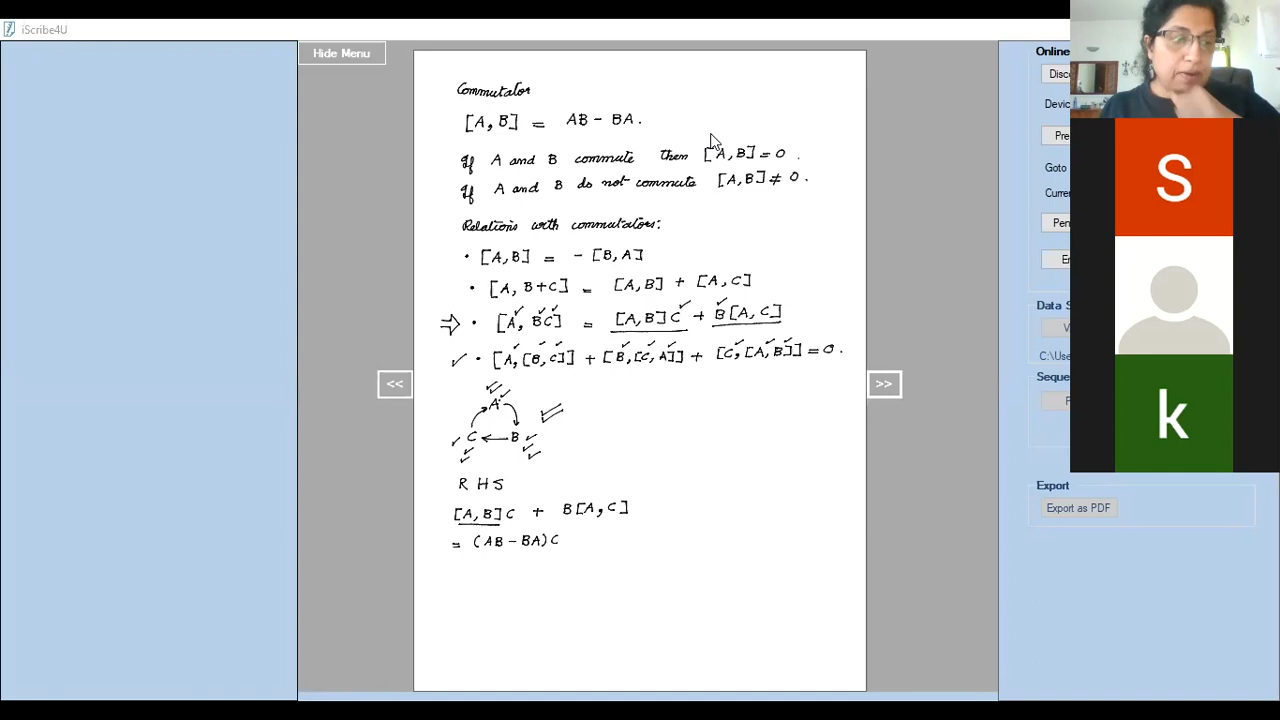 iScribe4U
Hide Menu
Commutator
[A, B] = AB - BA.
If A and B commute then [A, B] = 0.
If A and B do not commute [A, B] ≠ 0.
Relations with commutators:
• [A, B] = - [B, A]
• [A, B+C] = [A, B] + [A, C]
⇒ • [A, BC] = [A, B] C + B [A, C]
✓ • [A, [B, C]] + [B, [C, A]] + [C, [A, B]] = 0.
<<
>>
A
C B
R H S
[A, B] C + B [A, C]
= (AB - BA) C
Online
Goto
Data S
C:\Use
Export
Export as PDF
S
k